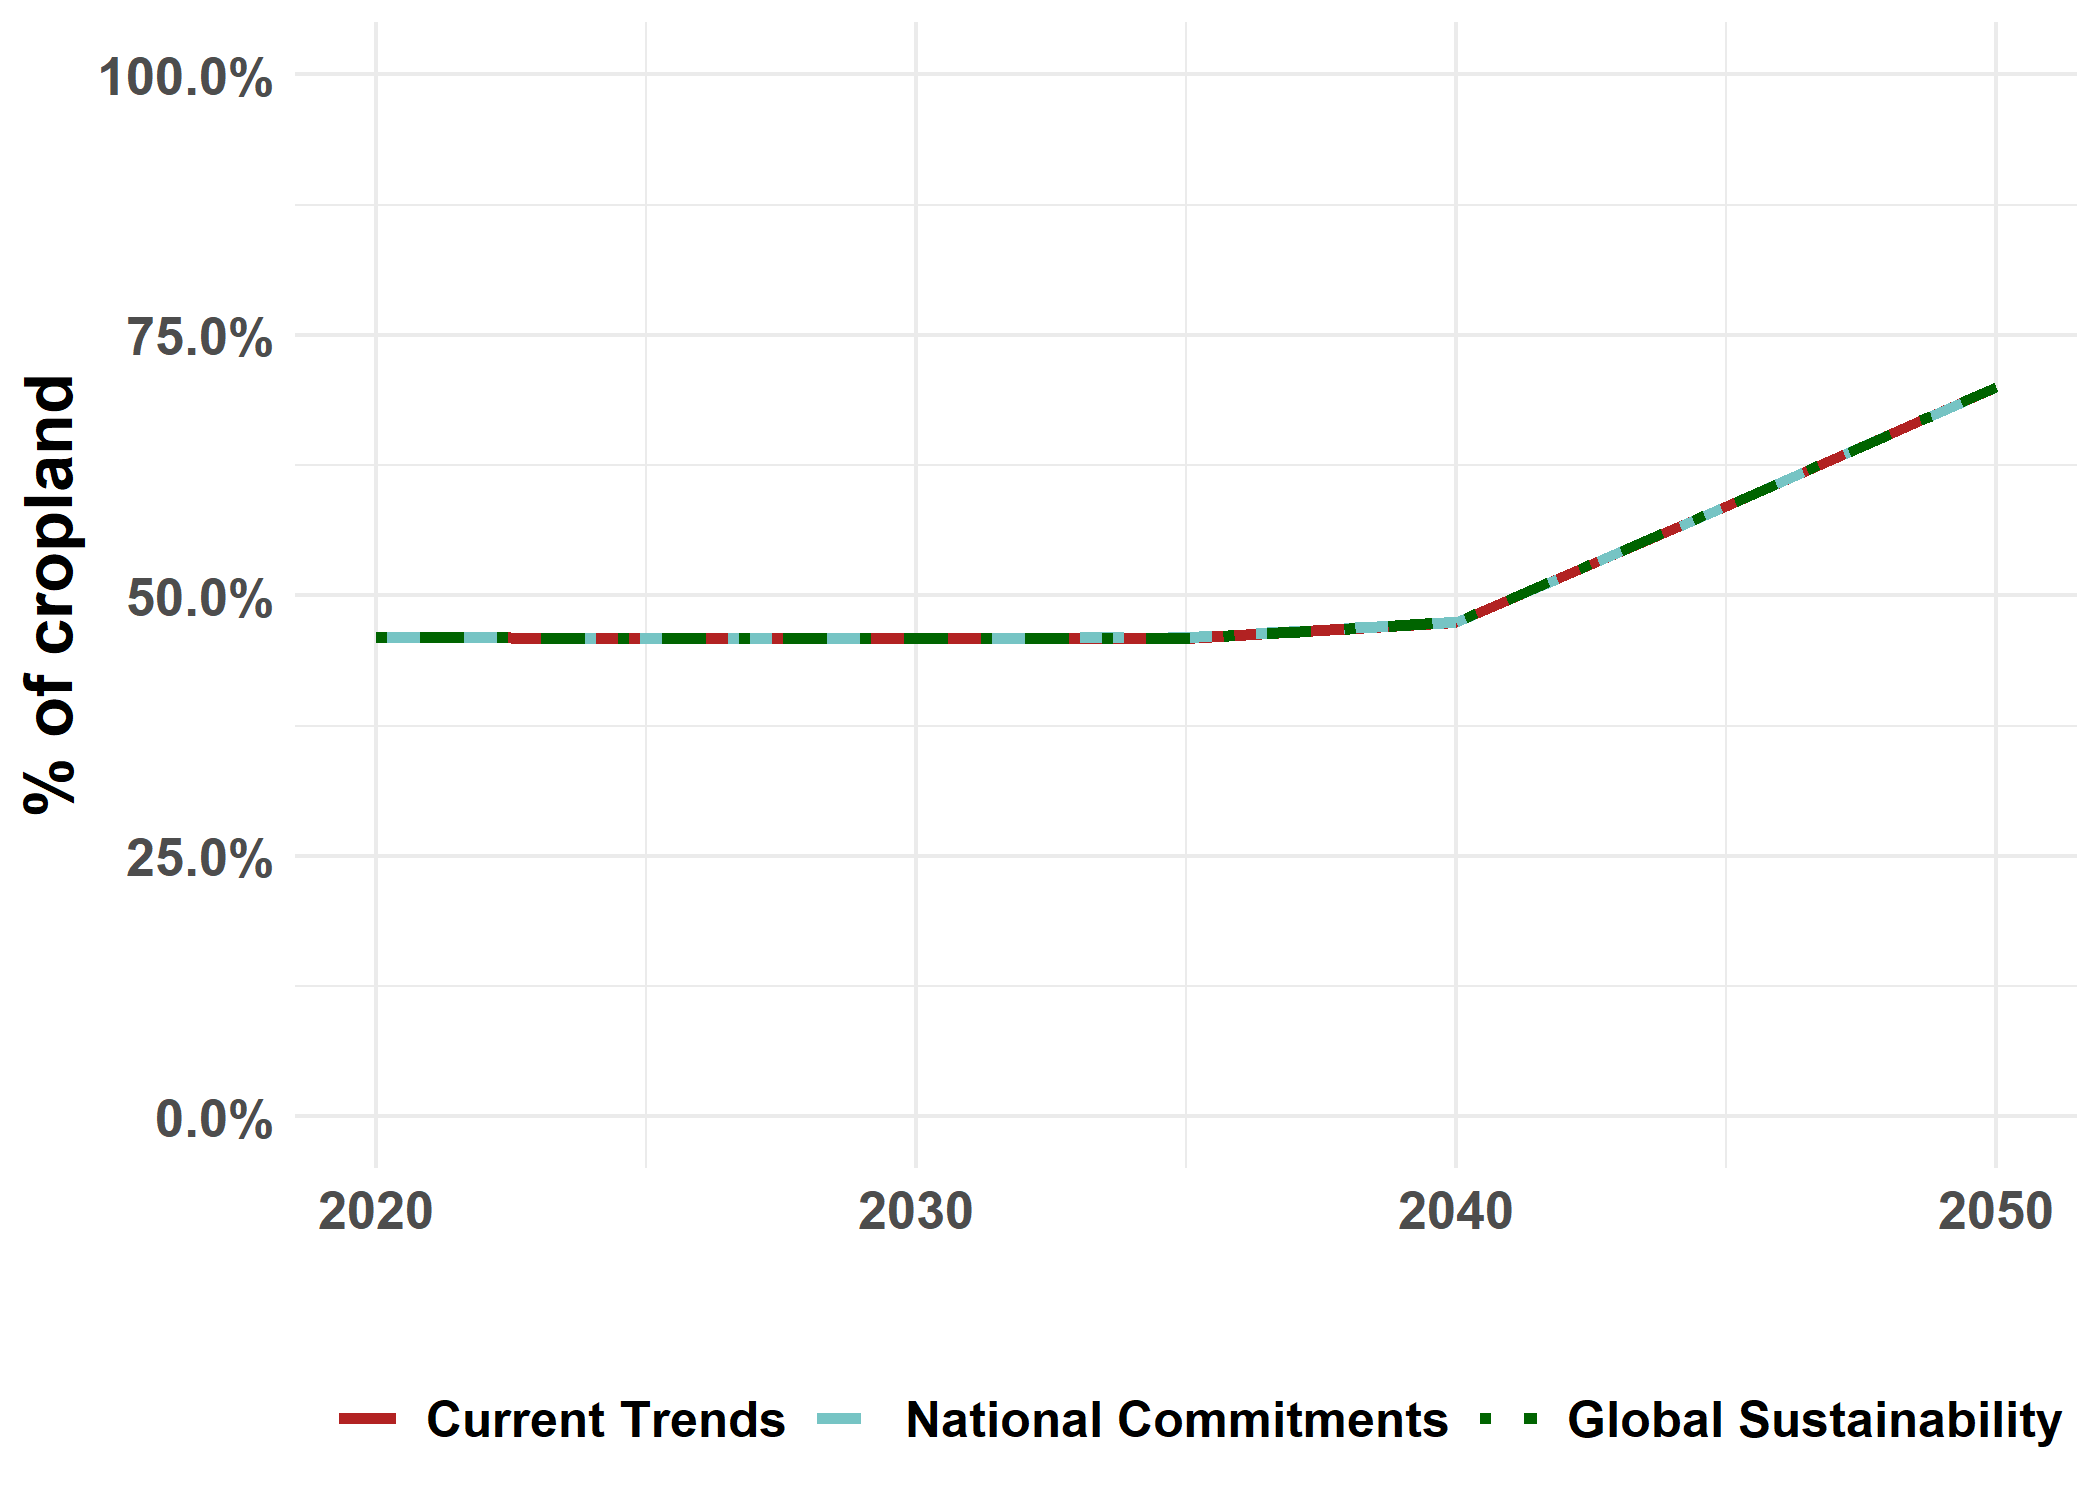 100.0%
75.0%
50.0%
25.0%
0.0%
% of cropland
2020 2030 2040 2050
Current Trends National Commitments Global Sustainability